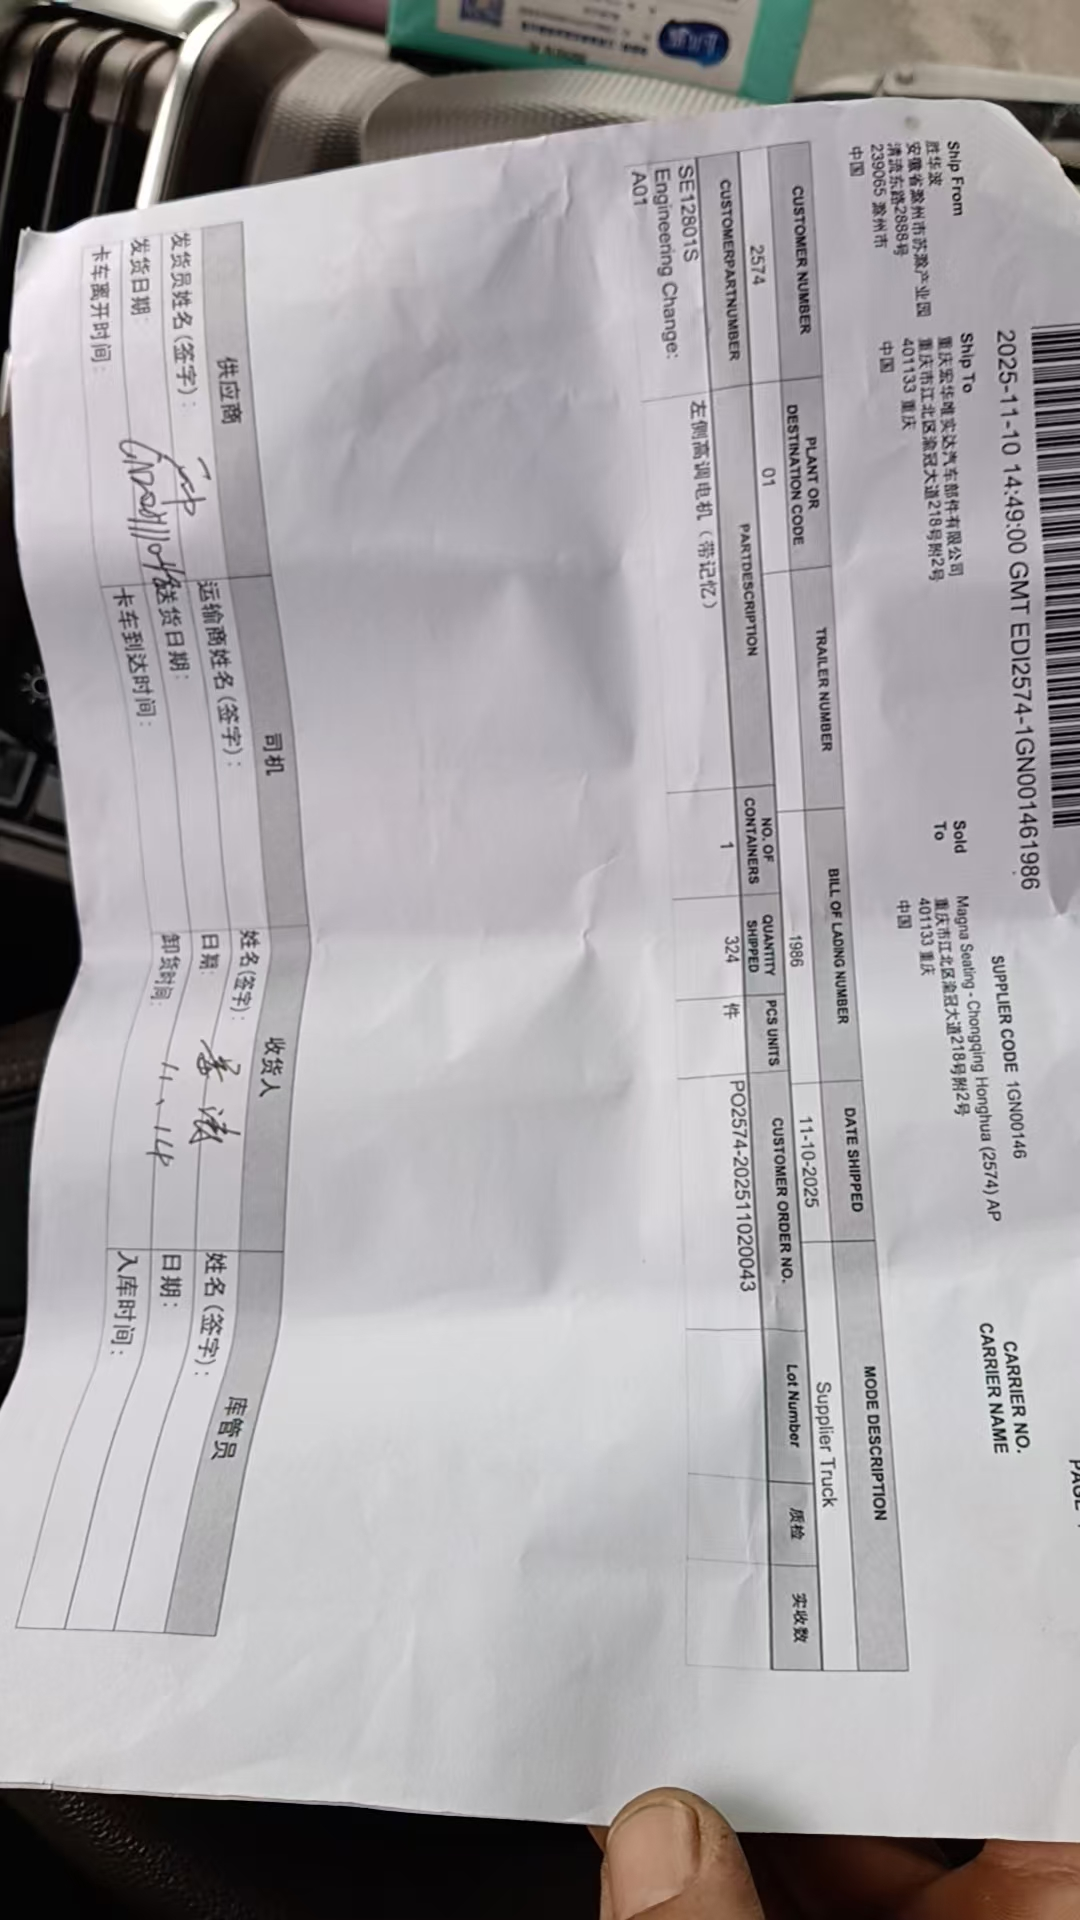 2025-11-10 14:49:00 GMT EDI2574-1GN001461986
SUPPLIER CODE 1GN00146
CARRIER NO.
CARRIER NAME
Ship From
胜华波
安徽省滁州市苏滁产业园
清流东路2888号
239065 滁州市
中国
Ship To
重庆宏华唯实达汽车部件有限公司
重庆市江北区渝冠大道218号附2号
401133 重庆
中国
Sold To
Magna Seating - Chongqing Honghua (2574) AP
重庆市江北区渝冠大道218号附2号
401133 重庆
中国
CUSTOMER NUMBER PLANT OR DESTINATION CODE TRAILER NUMBER BILL OF LADING NUMBER DATE SHIPPED MODE DESCRIPTION
2574 01 1986 11-10-2025 Supplier Truck
CUSTOMERPARTNUMBER PARTDESCRIPTION NO. OF CONTAINERS QUANTITY SHIPPED PCS UNITS CUSTOMER ORDER NO. Lot Number 质检 实收数
SE12801S 左侧高调电机（带记忆） 1 324 件 PO2574-202511020043
Engineering Change:
A01
供应商 司机 收货人 库管员
发货员姓名(签字): 运输商姓名(签字): 姓名(签字): 姓名(签字):
发货日期: 送货日期: 日期: 日期:
卡车离开时间: 卡车到达时间: 卸货时间: 11、14 入库时间: